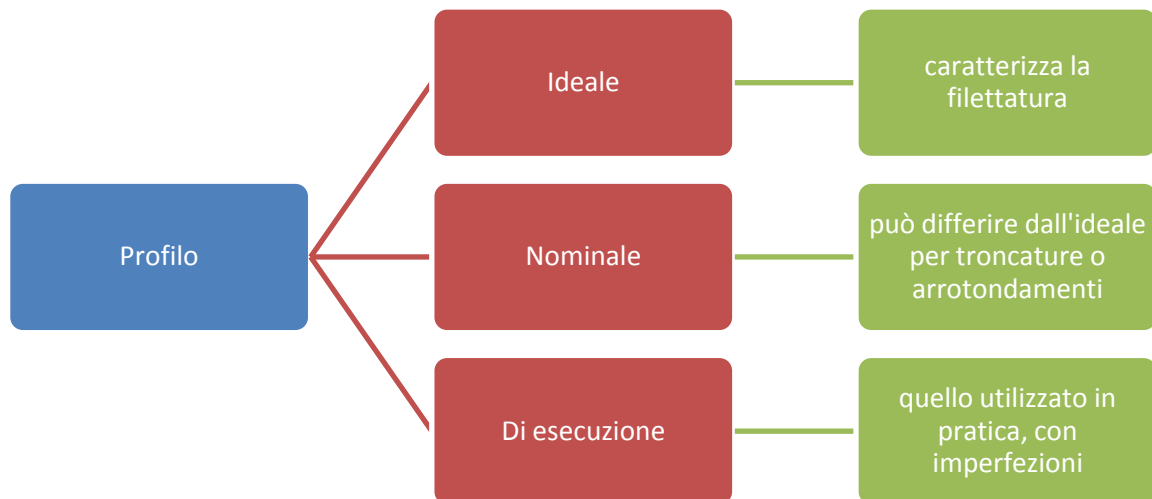 Ideale
caratterizza la
filettatura
Profilo
Nominale
può differire dall'ideale
per troncature o
arrotondamenti
Di esecuzione
quello utilizzato in
pratica, con
imperfezioni